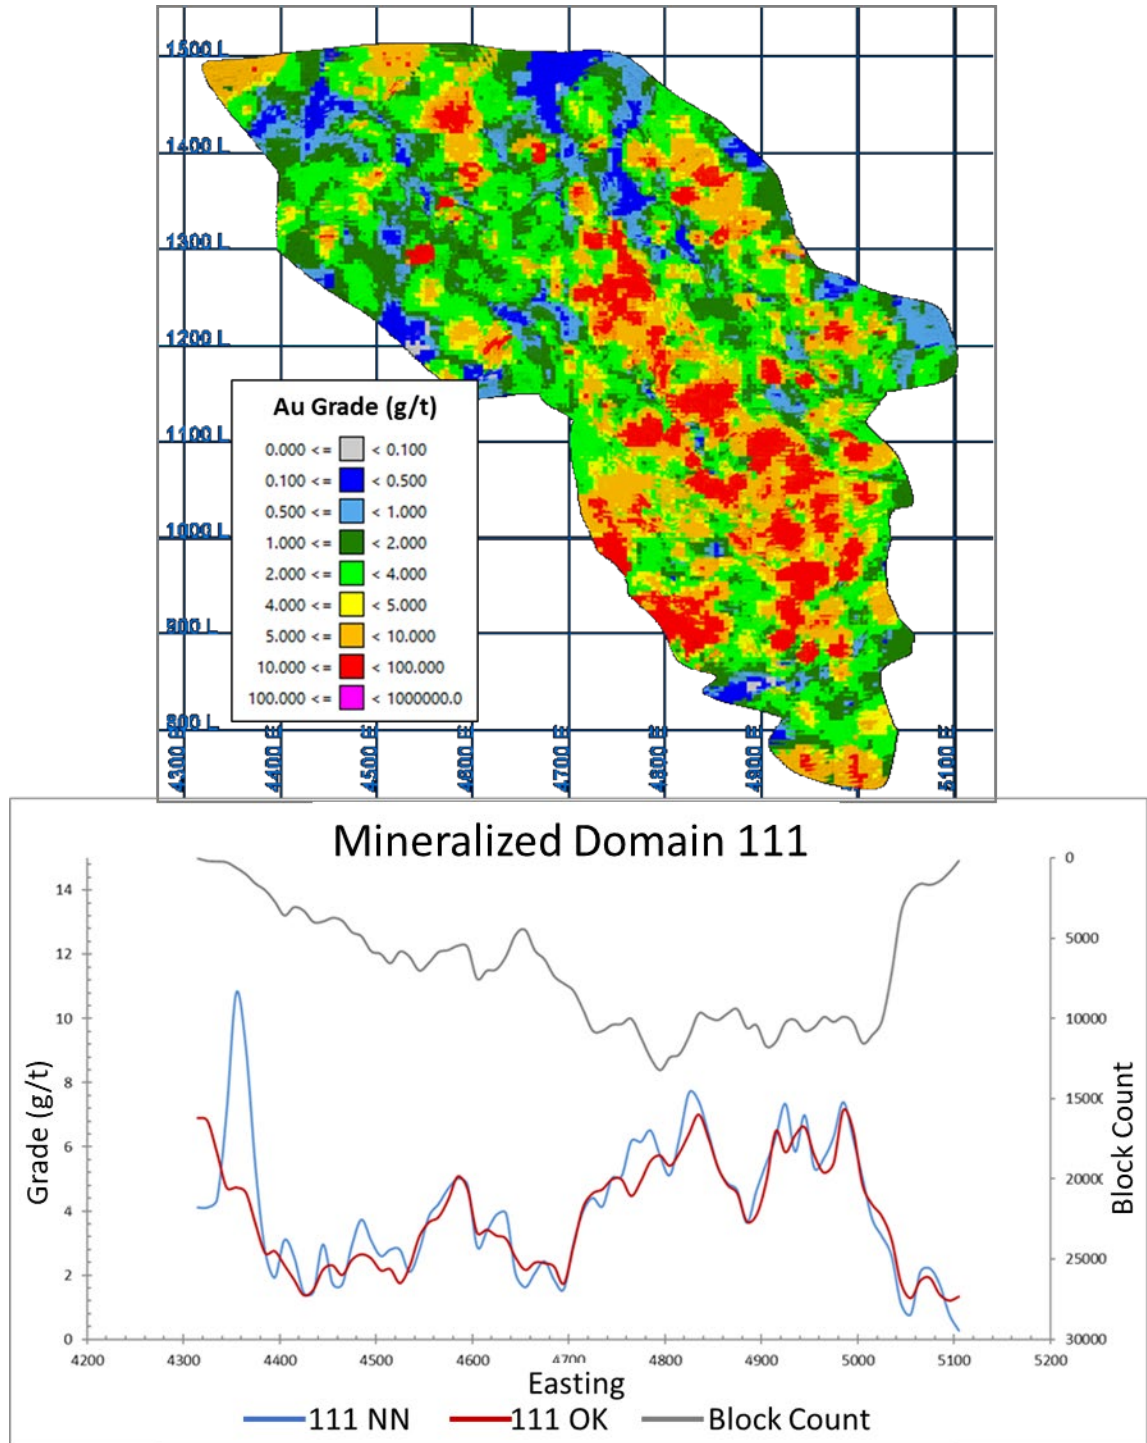 1500 L
1400 L
1300 L
1200 L
1100 L
1000 L
900 L
800 L
Au Grade (g/t)
0.000 <= < 0.100
0.100 <= < 0.500
0.500 <= < 1.000
1.000 <= < 2.000
2.000 <= < 4.000
4.000 <= < 5.000
5.000 <= < 10.000
10.000 <= < 100.000
100.000 <= < 1000000.0
4300 E 4400 E 4500 E 4600 E 4700 E 4800 E 4900 E 5100 E
Mineralized Domain 111
Grade (g/t)
14
12
10
8
6
4
2
0
0
5000
10000
15000
20000
25000
30000
Block Count
4200 4300 4400 4500 4600 4700 4800 4900 5000 5100 5200
Easting
111 NN 111 OK Block Count